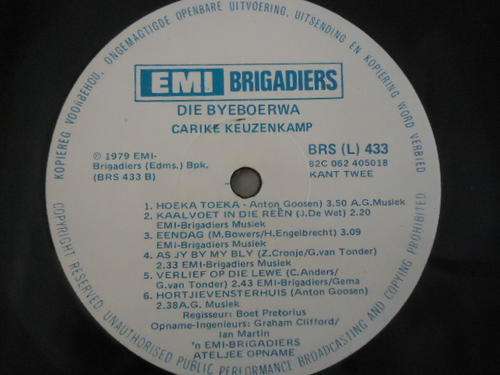 KOPIEREG VOORBEHOU. ONGEMAGTIGDE OPENBARE UITVOERING, UITSENDING EN KOPIERING WORD VERBIED
EMI BRIGADIERS
DIE BYEBOERWA
CARIKE KEUZENKAMP
℗ 1979 EMI-
Brigadiers (Edms.) Bpk.
(BRS 433 B)
BRS (L) 433
82C 062 405018
KANT TWEE
1. HOEKA TOEKA - Anton Goosen) 3.50 A.G.Musiek
2. KAALVOET IN DIE REËN (J.De Wet) 2.20
EMI-Brigadiers Musiek
3. EENDAG (M.Bowers/H.Engelbrecht) 3.09
EMI-Brigadiers Musiek
4. AS JY BY MY BLY (Z.Cronje/G.van Tonder)
2.33 EMI-Brigadiers Musiek
5. VERLIEF OP DIE LEWE (C.Anders/
G/van Tonder) 2.43 EMI-Brigadiers/Gema
6. HORTJIEVENSTERHUIS (Anton Goosen)
2.38A.G. Musiek
Regisseur: Boet Pretorius
Opname-Ingenieurs: Graham Clifford/
Ian Martin
'n EMI-BRIGADIERS
ATELJEE OPNAME
COPYRIGHT RESERVED UNAUTHORISED PUBLIC PERFORMANCE BROADCASTING AND COPYING PROHIBITED